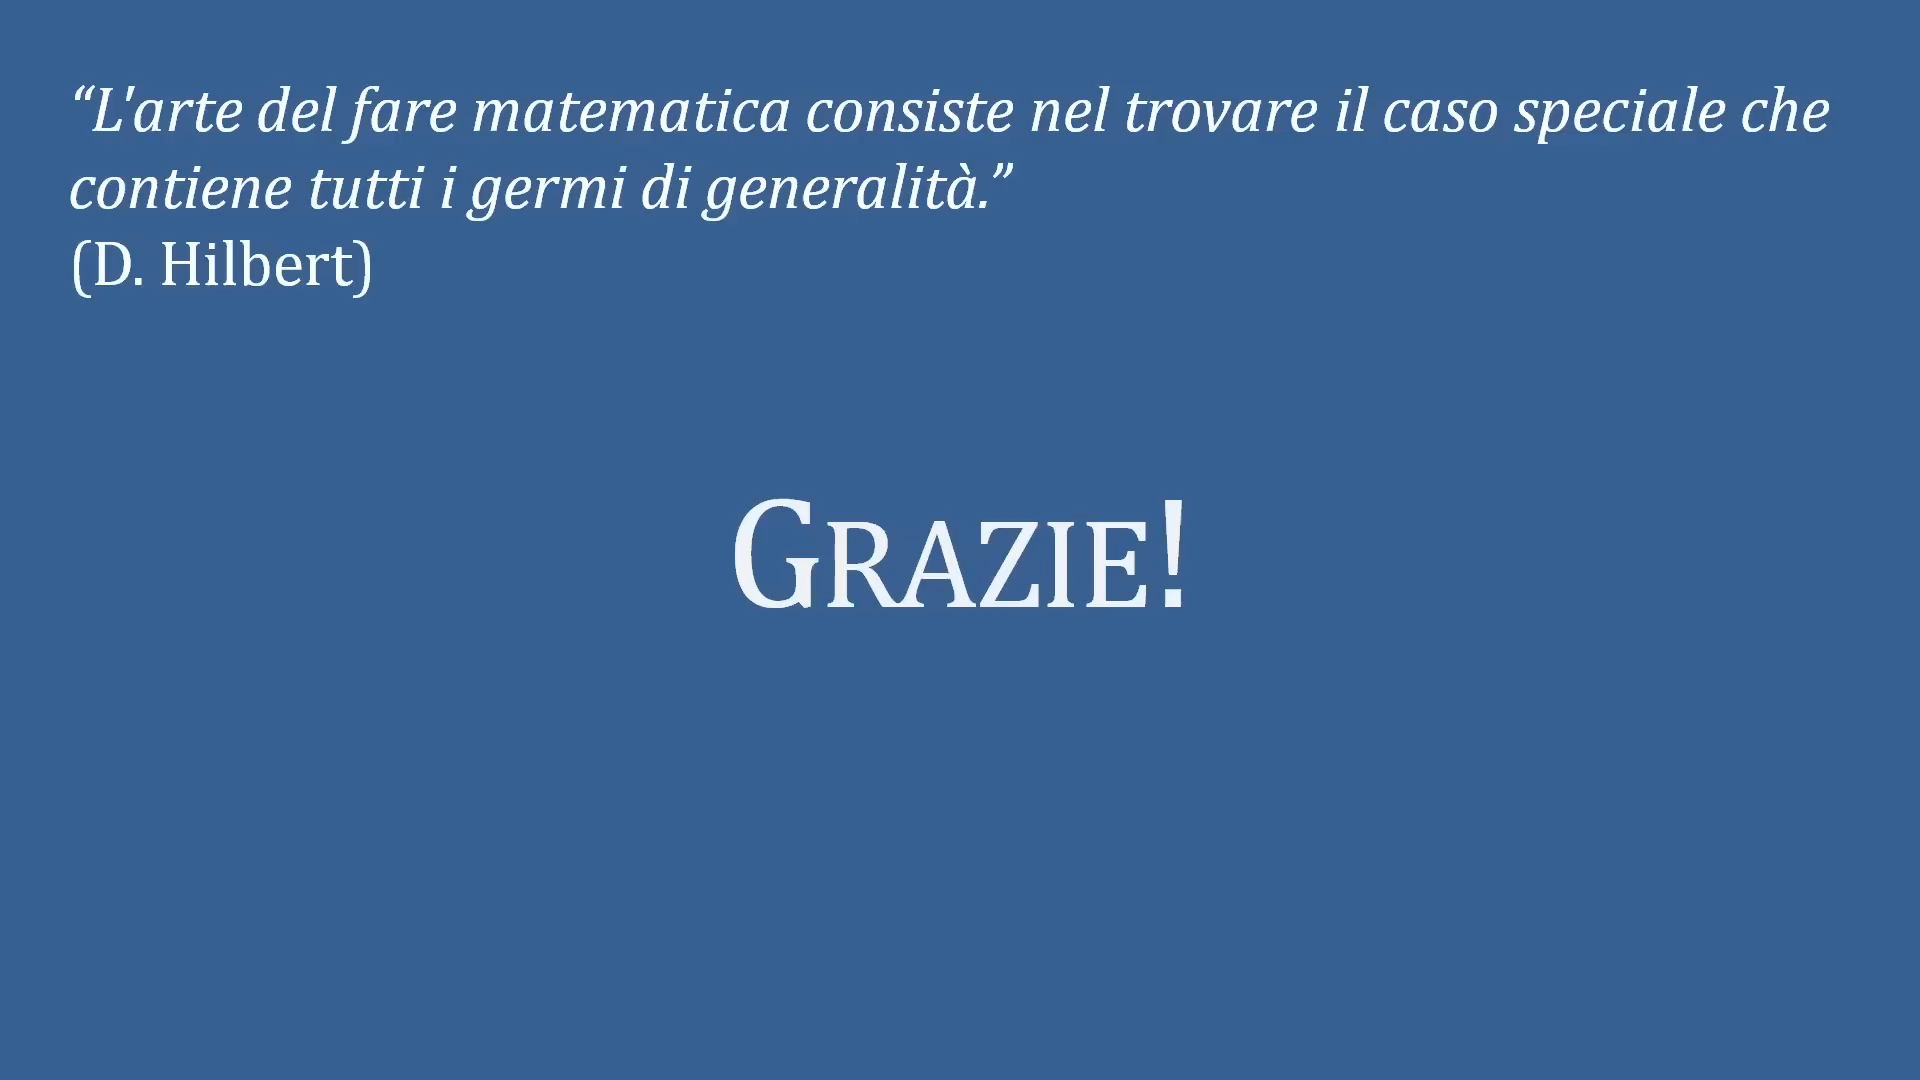 “L'arte del fare matematica consiste nel trovare il caso speciale che
contiene tutti i germi di generalità.”
(D. Hilbert)
GRAZIE!